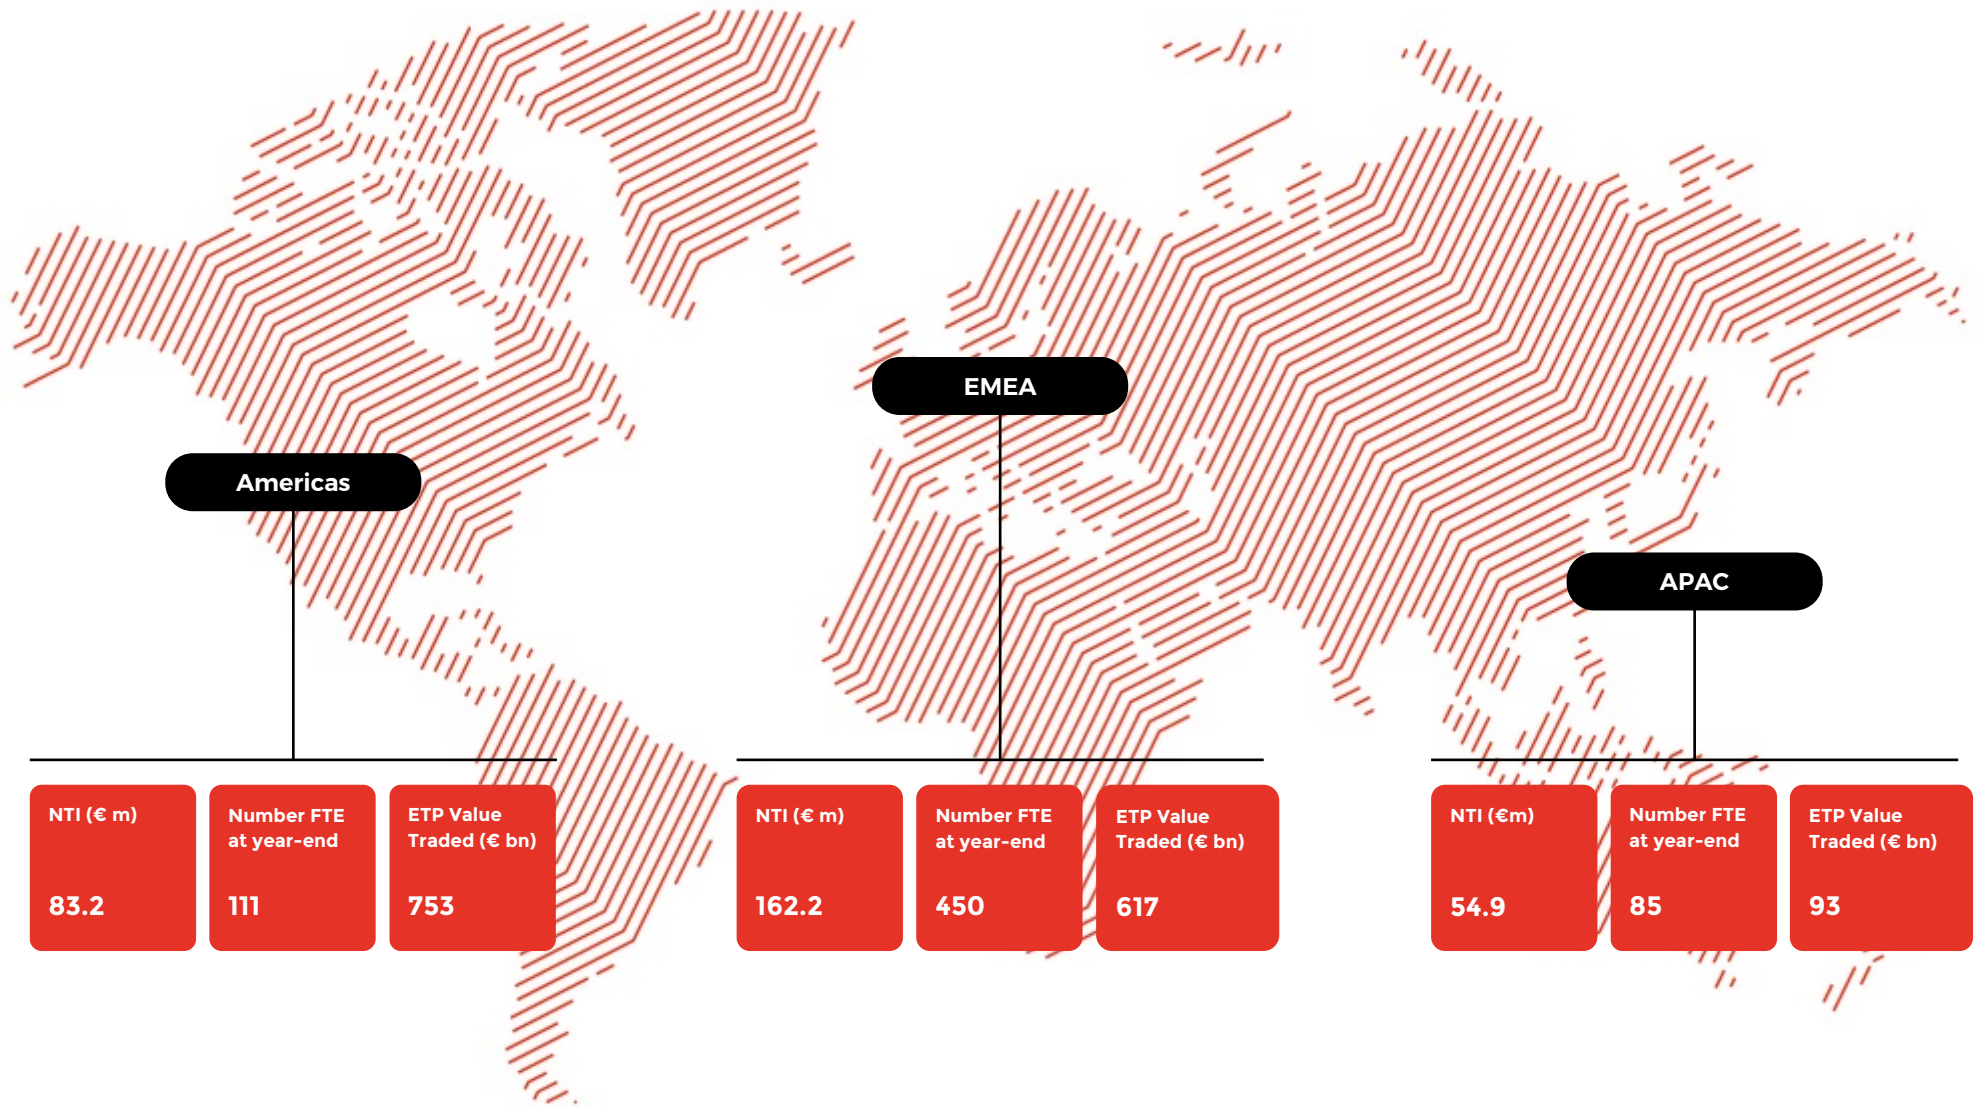 EMEA
Americas
APAC
NTI (€ m)
83.2
Number FTE
at year-end
111
ETP Value
Traded (€ bn)
753
NTI (€ m)
162.2
Number FTE
at year-end
450
ETP Value
Traded (€ bn)
617
NTI (€m)
54.9
Number FTE
at year-end
85
ETP Value
Traded (€ bn)
93